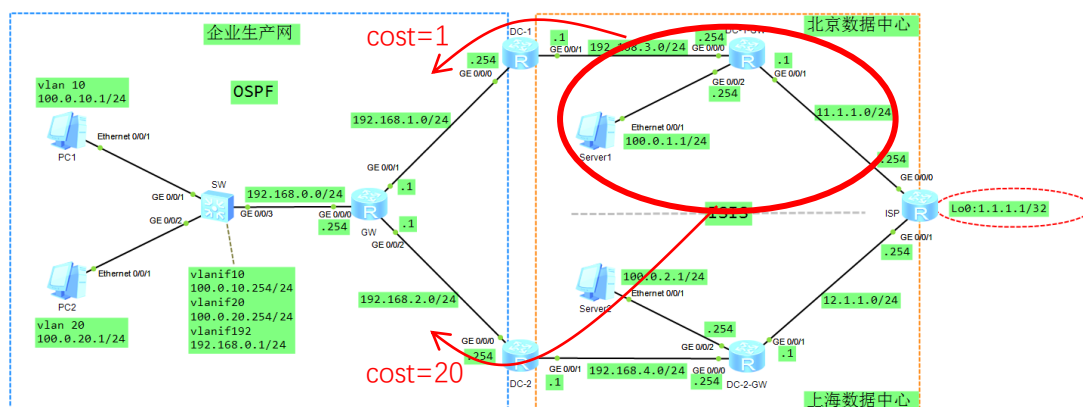 企业生产网
北京数据中心
cost=1
DC-1
.1
GE 0/0/1
192.168.3.0/24
.254
GE 0/0/0
.254
GE 0/0/0
.1
GE 0/0/1
GE 0/0/2
.254
vlan 10
100.0.10.1/24
OSPF
Ethernet 0/0/1
PC1
192.168.1.0/24
100.0.1.1/24
Server1
11.1.1.0/24
.254
GE 0/0/0
GE 0/0/1
.1
SW
GE 0/0/1
192.168.0.0/24
GE 0/0/2
GE 0/0/3
GE 0/0/0
.254
GW
.1
GE 0/0/2
ISIS
ISP
Lo0:1.1.1.1/32
GE 0/0/1
.254
Ethernet 0/0/1
PC2
vlan 20
100.0.20.1/24
vlanif10
100.0.10.254/24
vlanif20
100.0.20.254/24
vlanif192
192.168.0.1/24
192.168.2.0/24
100.0.2.1/24
Ethernet 0/0/1
Server2
12.1.1.0/24
.254
GE 0/0/2
GE 0/0/1
.1
GE 0/0/0
.254
cost=20
DC-2
GE 0/0/1
.1
192.168.4.0/24
GE 0/0/0
.254
DC-2-GW
上海数据中心